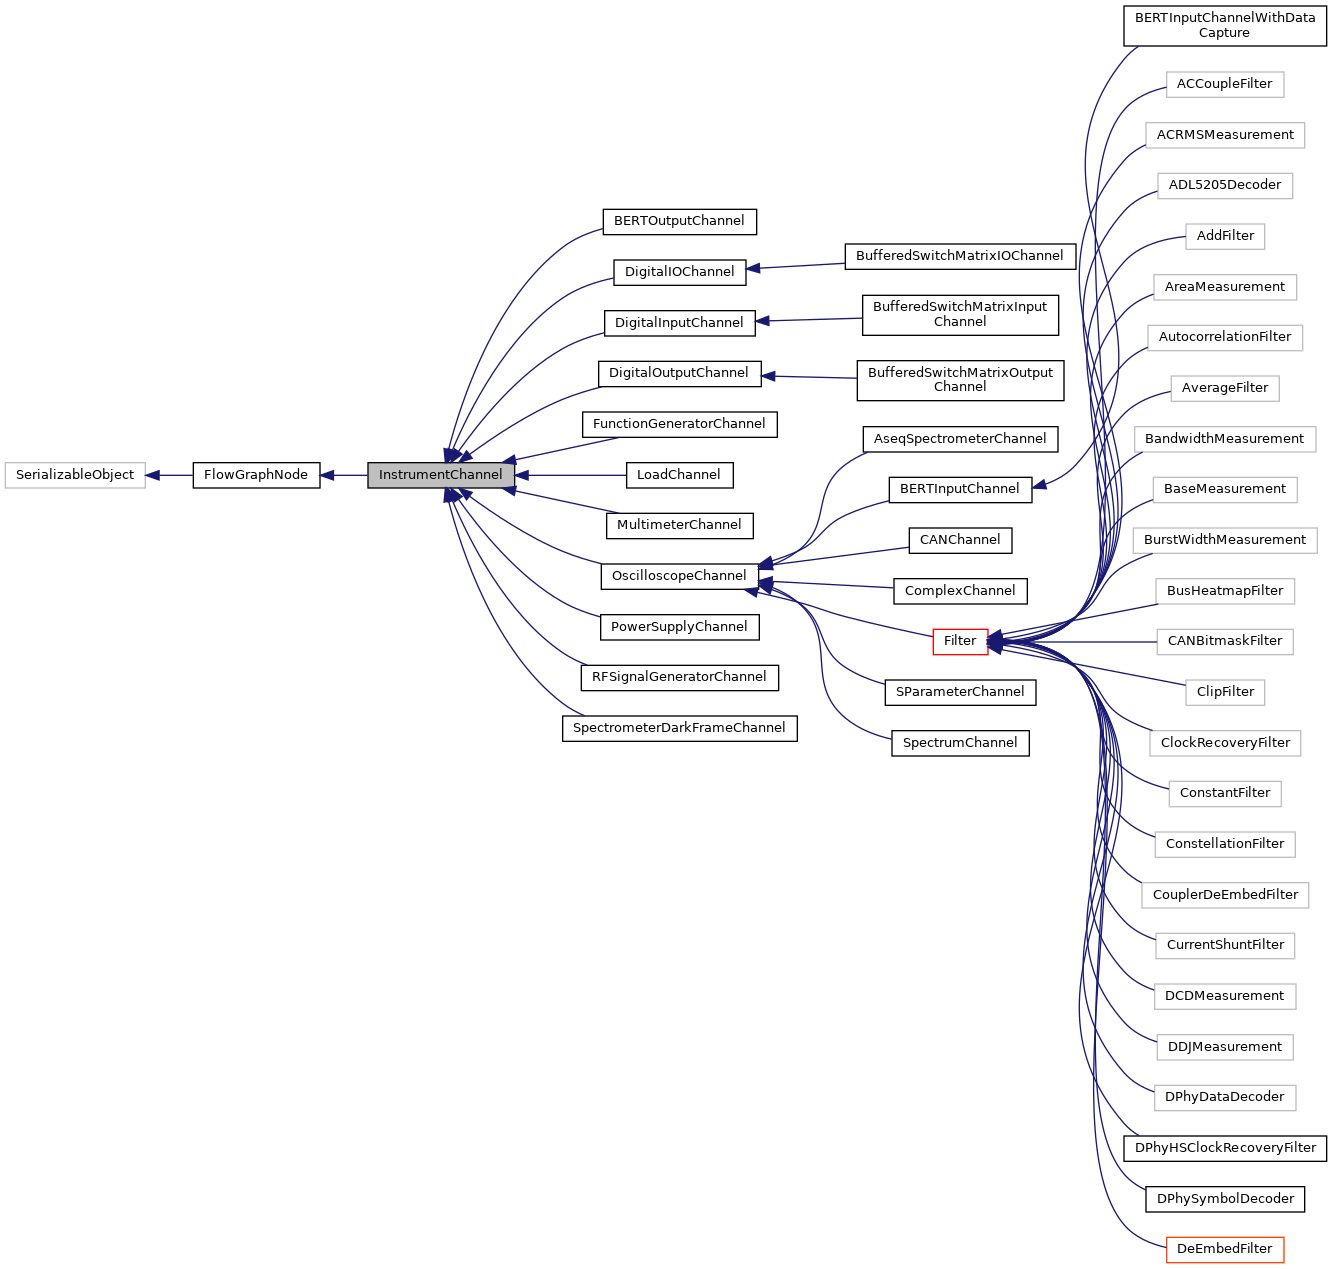 SerializableObject
FlowGraphNode
InstrumentChannel
BERTOutputChannel
DigitalIOChannel
DigitalInputChannel
DigitalOutputChannel
FunctionGeneratorChannel
LoadChannel
MultimeterChannel
OscilloscopeChannel
PowerSupplyChannel
RFSignalGeneratorChannel
SpectrometerDarkFrameChannel
BufferedSwitchMatrixIOChannel
BufferedSwitchMatrixInput
Channel
BufferedSwitchMatrixOutput
Channel
AseqSpectrometerChannel
BERTInputChannel
CANChannel
ComplexChannel
Filter
SParameterChannel
SpectrumChannel
BERTInputChannelWithData
Capture
ACCoupleFilter
ACRMSMeasurement
ADL5205Decoder
AddFilter
AreaMeasurement
AutocorrelationFilter
AverageFilter
BandwidthMeasurement
BaseMeasurement
BurstWidthMeasurement
BusHeatmapFilter
CANBitmaskFilter
ClipFilter
ClockRecoveryFilter
ConstantFilter
ConstellationFilter
CouplerDeEmbedFilter
CurrentShuntFilter
DCDMeasurement
DDJMeasurement
DPhyDataDecoder
DPhyHSClockRecoveryFilter
DPhySymbolDecoder
DeEmbedFilter